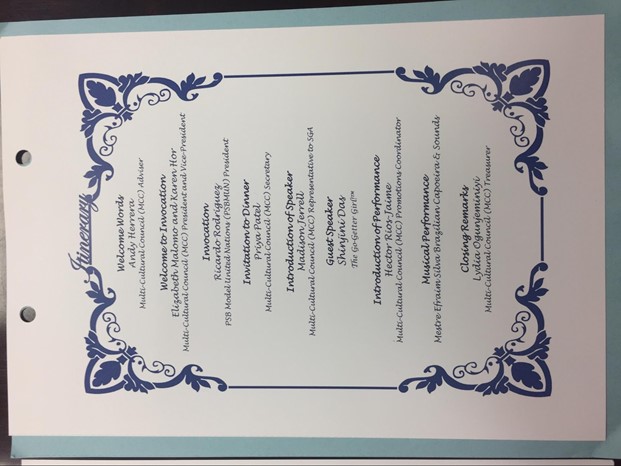 Itinerary
Welcome Words
Andy Herrera
Multi-Cultural Council (MCC) Adviser
Welcome to Invocation
Elizabeth Malomo and Karen Hor
Multi-Cultural Council (MCC) President and Vice-President
Invocation
Ricardo Rodriguez
PSB Model United Nations (PSBMUN) President
Invitation to Dinner
Priya Patel
Multi-Cultural Council (MCC) Secretary
Introduction of Speaker
Madison Jerrell
Multi-Cultural Council (MCC) Representative to SGA
Guest Speaker
Shinjini Das
The Go-Getter Girl!™
Introduction of Performance
Hector Rios-Jaime
Multi-Cultural Council (MCC) Promotions Coordinator
Musical Performance
Mestre Efraim Silva Brazilian Capoeira & Sounds
Closing Remarks
Lydia Ogunjeminiyi
Multi-Cultural Council (MCC) Treasurer